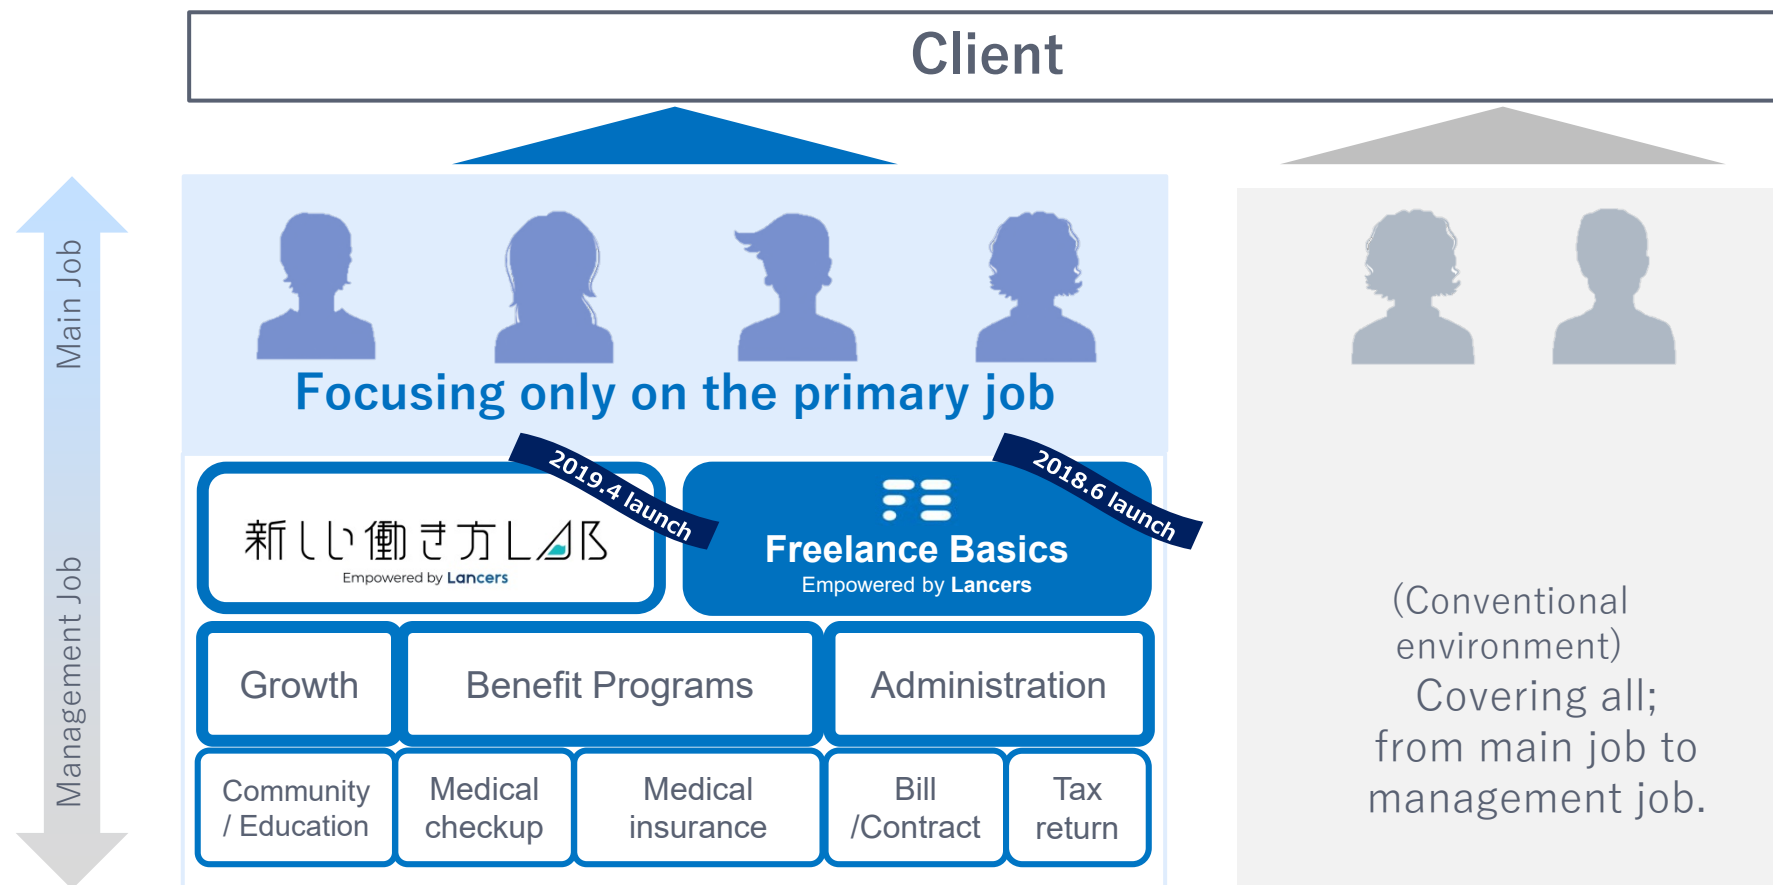 Client
Main Job
Management Job
Focusing only on the primary job
2019.4 launch
新しい働き方LAB
Empowered by Lancers
2018.6 launch
Freelance Basics
Empowered by Lancers
Growth
Benefit Programs
Administration
Community
/ Education
Medical
checkup
Medical
insurance
Bill
/Contract
Tax
return
(Conventional
environment)
Covering all;
from main job to
management job.